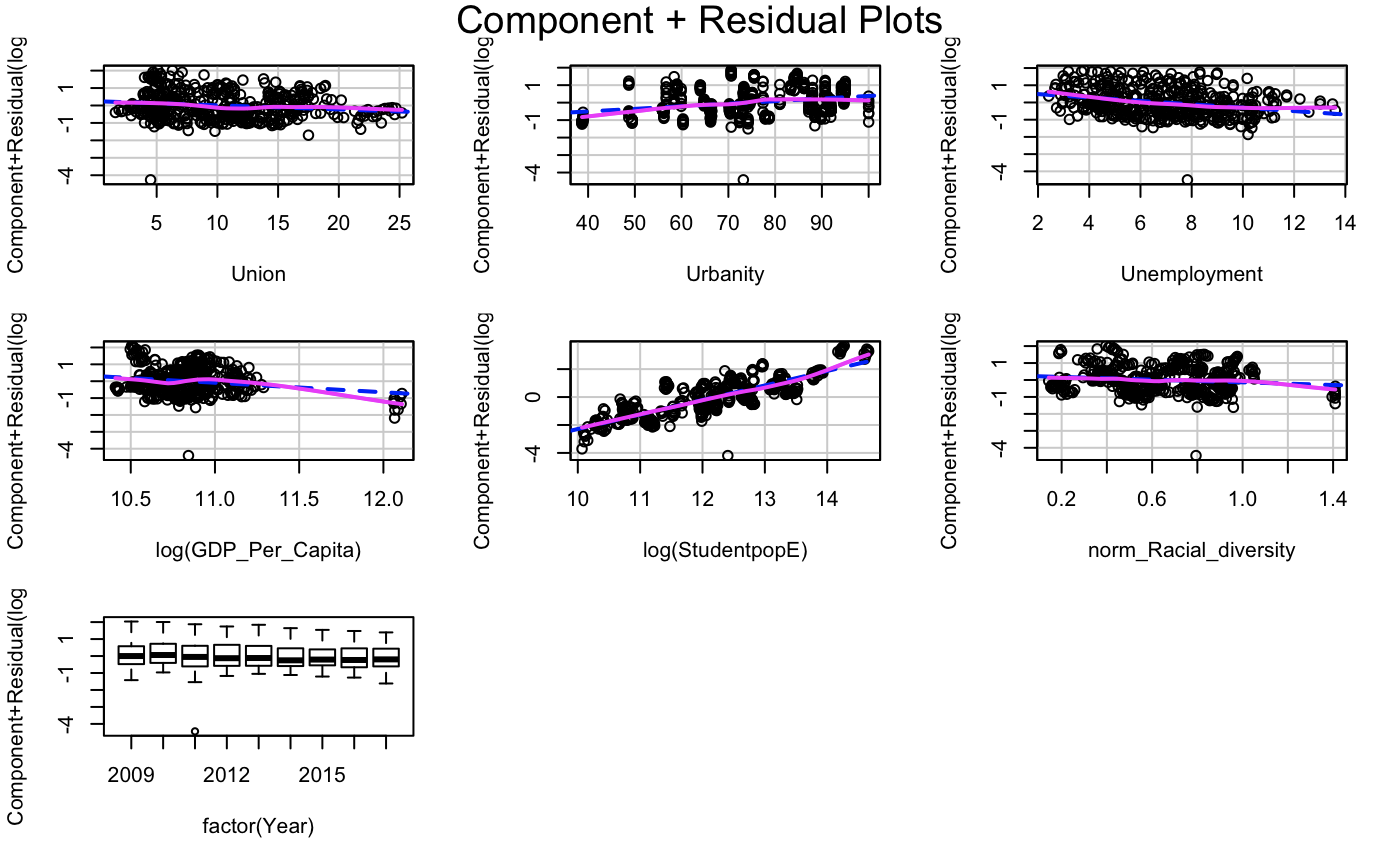 Component + Residual Plots
Component+Residual(log
1
-1
-4
5 10 15 20 25
Union
Component+Residual(log
1
-1
-4
40 50 60 70 80 90
Urbanity
Component+Residual(log
1
-1
-4
2 4 6 8 10 12 14
Unemployment
Component+Residual(log
1
-1
-4
10.5 11.0 11.5 12.0
log(GDP_Per_Capita)
Component+Residual(log
0
-4
10 11 12 13 14
log(StudentpopE)
Component+Residual(log
1
-1
-4
0.2 0.6 1.0 1.4
norm_Racial_diversity
Component+Residual(log
1
-1
-4
2009 2012 2015
factor(Year)